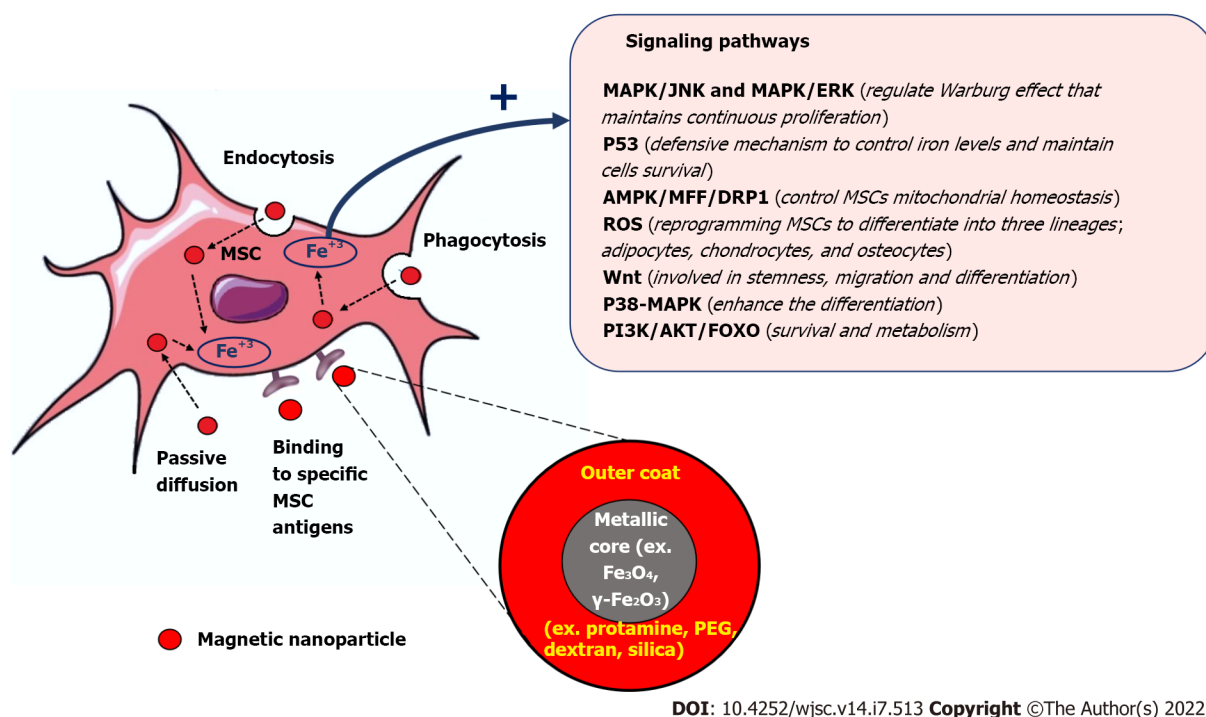 Signaling pathways
MAPK/JNK and MAPK/ERK (regulate Warburg effect that
maintains continuous proliferation)
P53 (defensive mechanism to control iron levels and maintain
cells survival)
AMPK/MFF/DRP1 (control MSCs mitochondrial homeostasis)
ROS (reprogramming MSCs to differentiate into three lineages;
adipocytes, chondrocytes, and osteocytes)
Wnt (involved in stemness, migration and differentiation)
P38-MAPK (enhance the differentiation)
PI3K/AKT/FOXO (survival and metabolism)
+
Endocytosis
Phagocytosis
MSC
Fe⁺³
Fe⁺³
Passive
diffusion
Binding
to specific
MSC
antigens
Outer coat
Metallic
core (ex.
Fe₃O₄,
γ-Fe₂O₃)
(ex. protamine, PEG,
dextran, silica)
Magnetic nanoparticle
DOI: 10.4252/wjsc.v14.i7.513 Copyright ©The Author(s) 2022